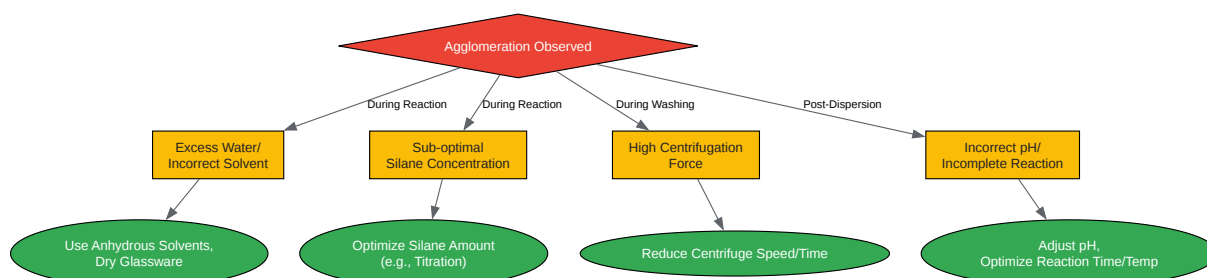 Agglomeration Observed
During Reaction
During Reaction
During Washing
Post-Dispersion
Excess Water/
Incorrect Solvent
Sub-optimal
Silane Concentration
High Centrifugation
Force
Incorrect pH/
Incomplete Reaction
Use Anhydrous Solvents,
Dry Glassware
Optimize Silane Amount
(e.g., Titration)
Reduce Centrifuge Speed/Time
Adjust pH,
Optimize Reaction Time/Temp